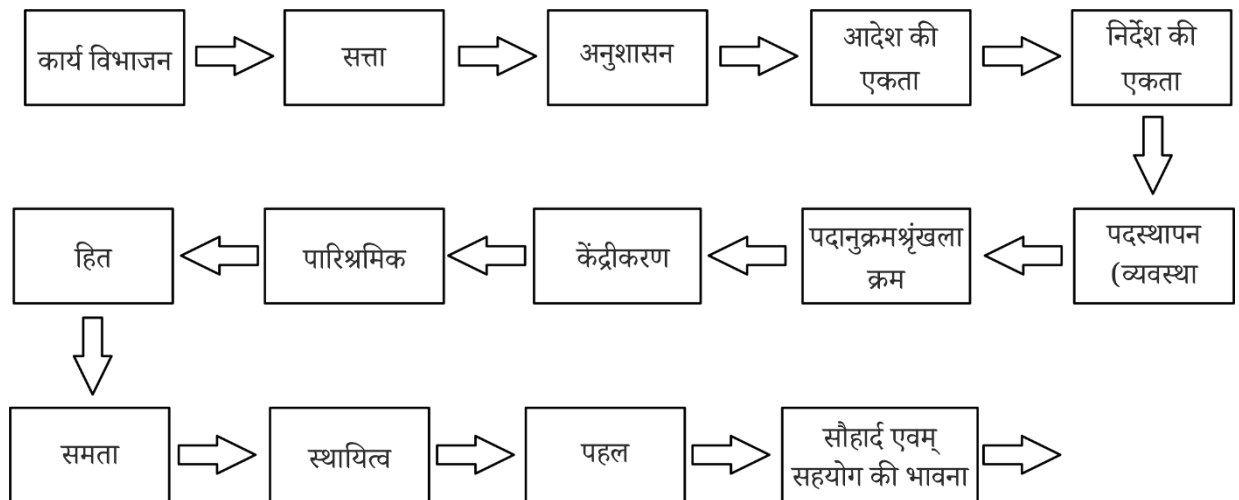 कार्य विभाजन
सत्ता
अनुशासन
आदेश की
एकता
निर्देश की
एकता
पदस्थापन
(व्यवस्था
पदानुक्रमश्रृंखला
क्रम
केंद्रीकरण
पारिश्रमिक
हित
समता
स्थायित्व
पहल
सौहार्द एवम्
सहयोग की भावना